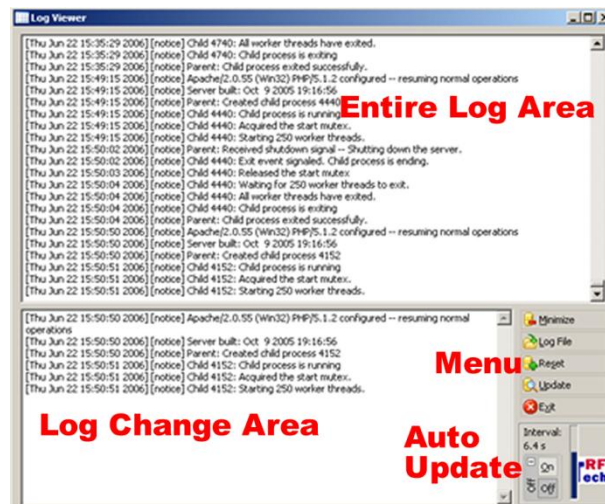 Log Viewer
[Thu Jun 22 15:35:29 2006] [notice] Child 4740: All worker threads have exited.
[Thu Jun 22 15:35:29 2006] [notice] Child 4740: Child process is exiting
[Thu Jun 22 15:35:29 2006] [notice] Parent: Child process exited successfully.
[Thu Jun 22 15:49:15 2006] [notice] Apache/2.0.55 (Win32) PHP/5.1.2 configured -- resuming normal operations
[Thu Jun 22 15:49:15 2006] [notice] Server built: Oct 9 2005 19:16:56
[Thu Jun 22 15:49:15 2006] [notice] Parent: Created child process 4440
[Thu Jun 22 15:49:15 2006] [notice] Child 4440: Child process is running
[Thu Jun 22 15:49:15 2006] [notice] Child 4440: Acquired the start mutex.
[Thu Jun 22 15:49:15 2006] [notice] Child 4440: Starting 250 worker threads.
[Thu Jun 22 15:50:02 2006] [notice] Parent: Received shutdown signal -- Shutting down the server.
[Thu Jun 22 15:50:02 2006] [notice] Child 4440: Exit event signaled. Child process is ending.
[Thu Jun 22 15:50:03 2006] [notice] Child 4440: Released the start mutex
[Thu Jun 22 15:50:04 2006] [notice] Child 4440: Waiting for 250 worker threads to exit.
[Thu Jun 22 15:50:04 2006] [notice] Child 4440: All worker threads have exited.
[Thu Jun 22 15:50:04 2006] [notice] Child 4440: Child process is exiting
[Thu Jun 22 15:50:04 2006] [notice] Parent: Child process exited successfully.
[Thu Jun 22 15:50:50 2006] [notice] Apache/2.0.55 (Win32) PHP/5.1.2 configured -- resuming normal operations
[Thu Jun 22 15:50:50 2006] [notice] Server built: Oct 9 2005 19:16:56
[Thu Jun 22 15:50:50 2006] [notice] Parent: Created child process 4152
[Thu Jun 22 15:50:51 2006] [notice] Child 4152: Child process is running
[Thu Jun 22 15:50:51 2006] [notice] Child 4152: Acquired the start mutex.
[Thu Jun 22 15:50:51 2006] [notice] Child 4152: Starting 250 worker threads.
Entire Log Area
[Thu Jun 22 15:50:50 2006] [notice] Apache/2.0.55 (Win32) PHP/5.1.2 configured -- resuming normal
operations
[Thu Jun 22 15:50:50 2006] [notice] Server built: Oct 9 2005 19:16:56
[Thu Jun 22 15:50:50 2006] [notice] Parent: Created child process 4152
[Thu Jun 22 15:50:51 2006] [notice] Child 4152: Child process is running
[Thu Jun 22 15:50:51 2006] [notice] Child 4152: Acquired the start mutex.
[Thu Jun 22 15:50:51 2006] [notice] Child 4152: Starting 250 worker threads.
Log Change Area
Menu
Minimize
Log File
Reset
Update
Exit
Auto
Update
Interval:
6.4 s
On
Off
Off
RF
ech